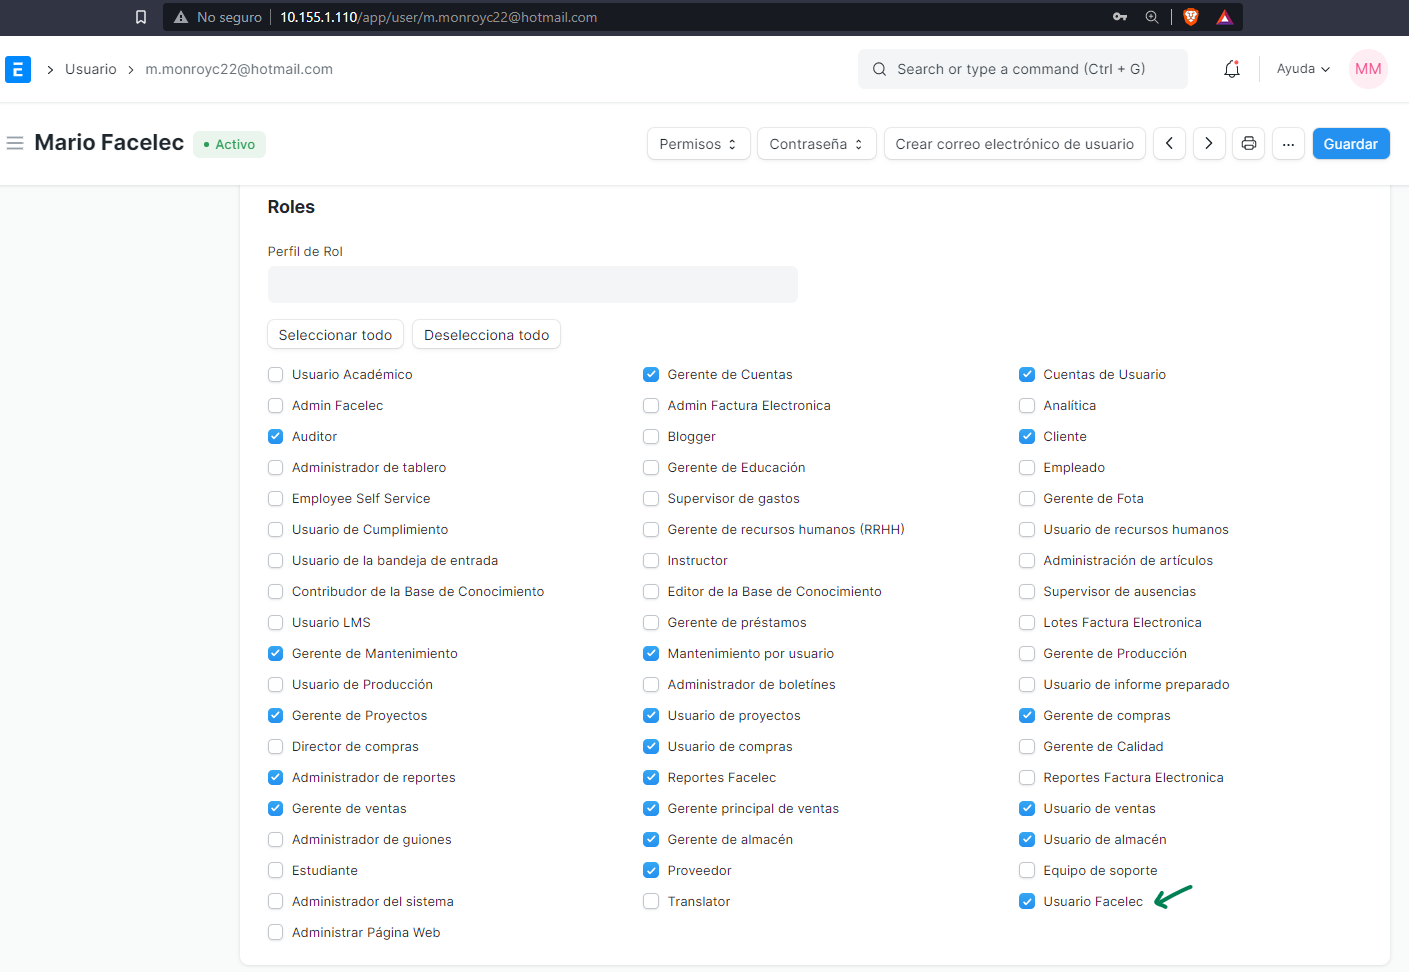 No seguro 10.155.1.110/app/user/m.monroyc22@hotmail.com
E Usuario m.monroyc22@hotmail.com Search or type a command (Ctrl + G) Ayuda MM
Mario Facelec Activo Permisos Contraseña Crear correo electrónico de usuario ... Guardar
Roles
Perfil de Rol
Seleccionar todo Deselecciona todo
Usuario Académico Gerente de Cuentas Cuentas de Usuario
Admin Facelec Admin Factura Electronica Analítica
Auditor Blogger Cliente
Administrador de tablero Gerente de Educación Empleado
Employee Self Service Supervisor de gastos Gerente de Fota
Usuario de Cumplimiento Gerente de recursos humanos (RRHH) Usuario de recursos humanos
Usuario de la bandeja de entrada Instructor Administración de artículos
Contribudor de la Base de Conocimiento Editor de la Base de Conocimiento Supervisor de ausencias
Usuario LMS Gerente de préstamos Lotes Factura Electronica
Gerente de Mantenimiento Mantenimiento por usuario Gerente de Producción
Usuario de Producción Administrador de boletínes Usuario de informe preparado
Gerente de Proyectos Usuario de proyectos Gerente de compras
Director de compras Usuario de compras Gerente de Calidad
Administrador de reportes Reportes Facelec Reportes Factura Electronica
Gerente de ventas Gerente principal de ventas Usuario de ventas
Administrador de guiones Gerente de almacén Usuario de almacén
Estudiante Proveedor Equipo de soporte
Administrador del sistema Translator Usuario Facelec
Administrar Página Web